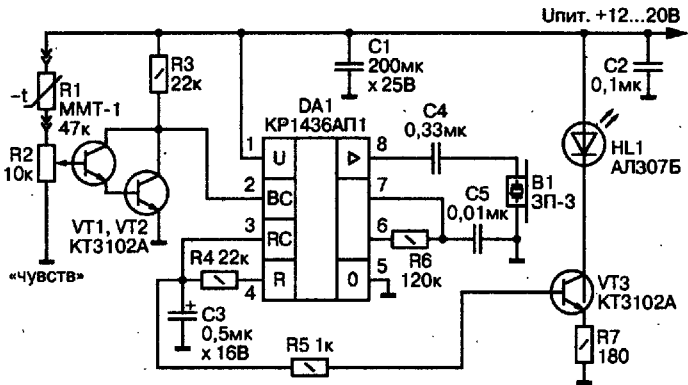 Uпит. +12...20В
R3
22к
C1
200мк
х 25В
C2
0,1мк
–t
R1
ММТ-1
47к
DA1
КР1436АП1
C4
0,33мк
HL1
АЛ307Б
R2
10к
1
U
8
2
BC
7
3
RC
6
4
R
0
5
B1
ЗП-3
C5
0,01мк
VT1, VT2
КТ3102А
«чувств»
R4 22к
R6
120к
VT3
КТ3102А
+
C3
0,5мк
х 16В
R5 1к
R7
180